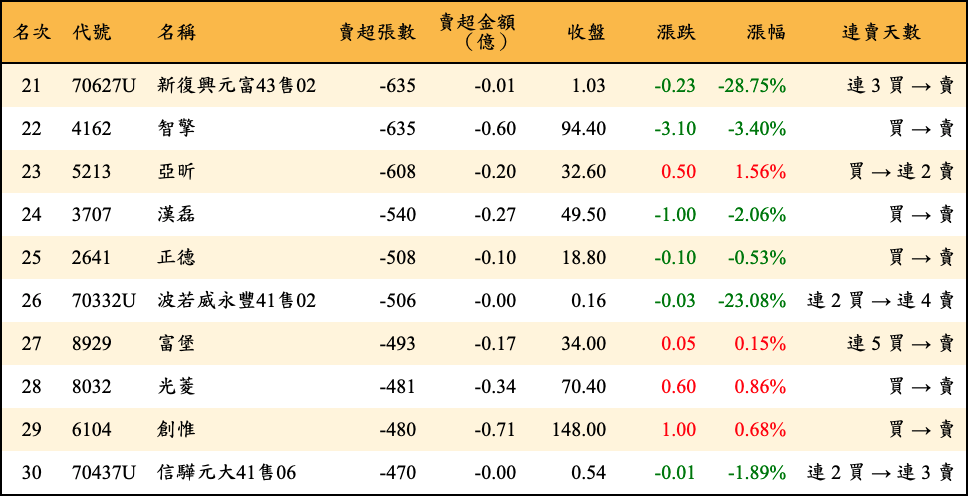 名次 代號 名稱 賣超張數 賣超金額（億） 收盤 漲跌 漲幅 連賣天數
21 70627U 新復興元富43售02 -635 -0.01 1.03 -0.23 -28.75% 連 3 買 → 賣
22 4162 智擎 -635 -0.60 94.40 -3.10 -3.40% 買 → 賣
23 5213 亞昕 -608 -0.20 32.60 0.50 1.56% 買 → 連 2 賣
24 3707 漢磊 -540 -0.27 49.50 -1.00 -2.06% 買 → 賣
25 2641 正德 -508 -0.10 18.80 -0.10 -0.53% 買 → 賣
26 70332U 波若威永豐41售02 -506 -0.00 0.16 -0.03 -23.08% 連 2 買 → 連 4 賣
27 8929 富堡 -493 -0.17 34.00 0.05 0.15% 連 5 買 → 賣
28 8032 光菱 -481 -0.34 70.40 0.60 0.86% 買 → 賣
29 6104 創惟 -480 -0.71 148.00 1.00 0.68% 買 → 賣
30 70437U 信驊元大41售06 -470 -0.00 0.54 -0.01 -1.89% 連 2 買 → 連 3 賣